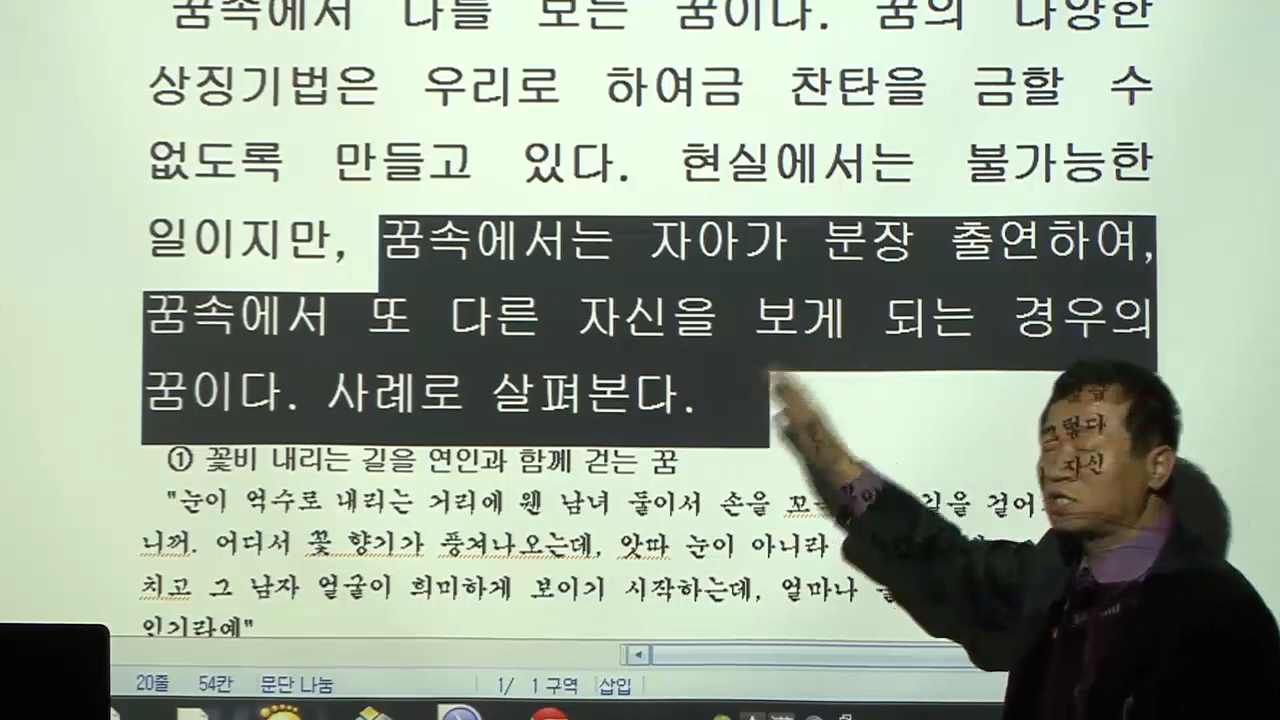 꿈속에서 나를 보는 꿈이다. 꿈의 다양한
상징기법은 우리로 하여금 찬탄을 금할 수
없도록 만들고 있다. 현실에서는 불가능한
일이지만, 꿈속에서는 자아가 분장 출연하여,
꿈속에서 또 다른 자신을 보게 되는 경우의
꿈이다. 사례로 살펴본다.
① 꽃비 내리는 길을 연인과 함께 걷는 꿈
"눈이 억수로 내리는 거리에 웬 남녀 둘이서 손을 길을 걸어
니꺼. 어디서 꽃 향기가 풍겨나오는데, 앗따 눈이 아니라
치고 그 남자 얼굴이 희미하게 보이기 시작하는데, 얼마나
인기라예"
렇다
자신
20줄 54칸 문단 나눔 1/ 1 구역 삽입